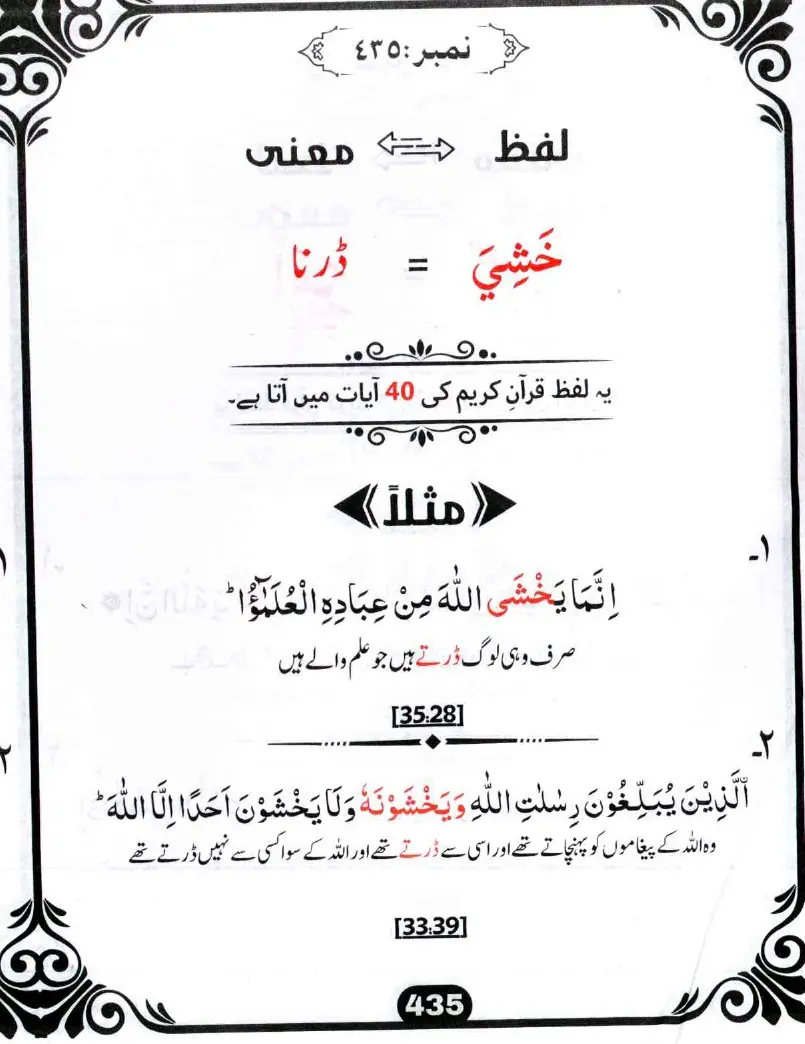 نمبر:٤٣٥
لفظ ⇐⇒ معنی
خَشِيَ = ڈرنا
یہ لفظ قرآنِ کریم کی 40 آیات میں آتا ہے۔
مثلاً
۱۔
اِنَّمَا يَخْشَى اللّٰهَ مِنْ عِبَادِهِ الْعُلَمٰٓؤُا ؕ
صرف وہی لوگ ڈرتے ہیں جو علم والے ہیں
[35:28]
۲۔
الَّذِيْنَ يُبَلِّغُوْنَ رِسٰلٰتِ اللّٰهِ وَيَخْشَوْنَهٗ وَلَا يَخْشَوْنَ اَحَدًا اِلَّا اللّٰهَ ؕ
وہ اللہ کے پیغاموں کو پہنچاتے تھے اور اسی سے ڈرتے تھے اور اللہ کے سوا کسی سے نہیں ڈرتے تھے
[33:39]
435